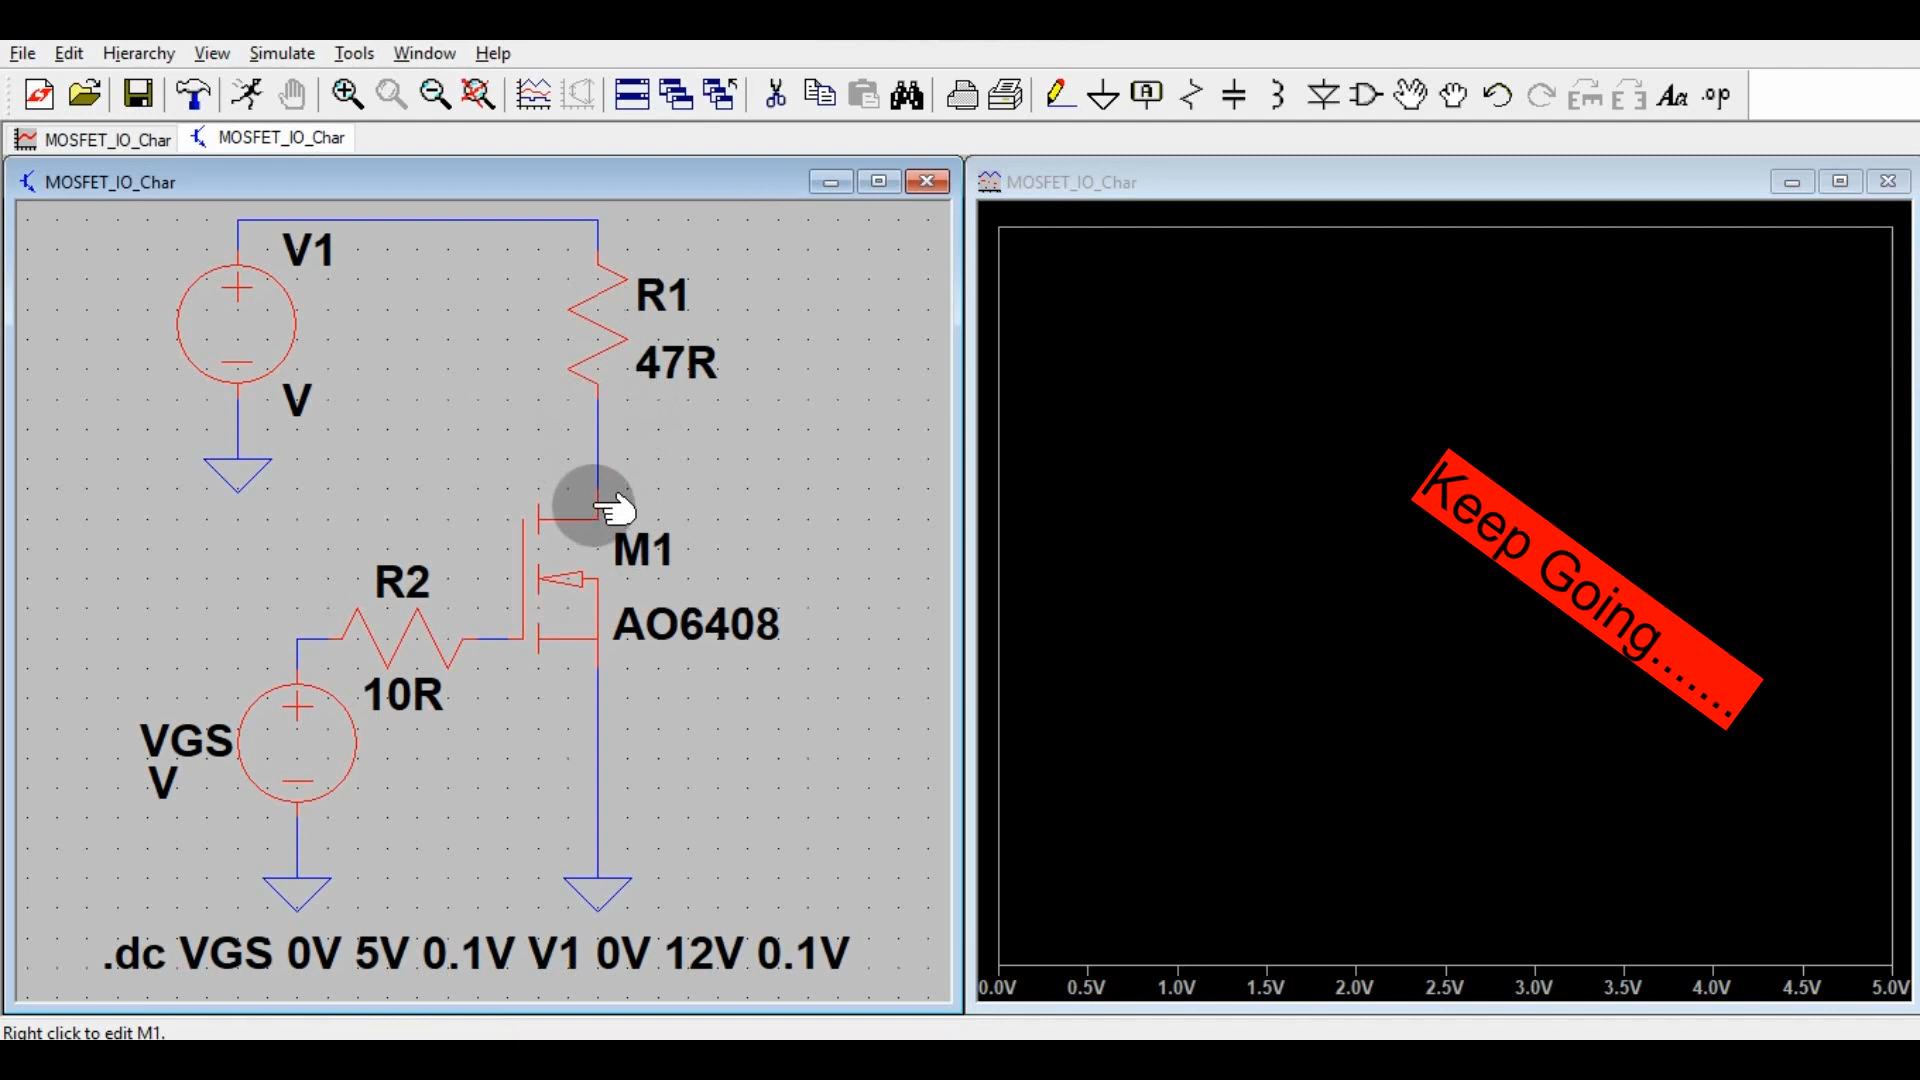 File Edit Hierarchy View Simulate Tools Window Help
A Aa .op
MOSFET_IO_Char MOSFET_IO_Char
MOSFET_IO_Char
MOSFET_IO_Char
V1
V
R1
47R
M1
AO6408
R2
10R
VGS
V
.dc VGS 0V 5V 0.1V V1 0V 12V 0.1V
Keep Going.......
0.0V 0.5V 1.0V 1.5V 2.0V 2.5V 3.0V 3.5V 4.0V 4.5V 5.0V
Right click to edit M1.